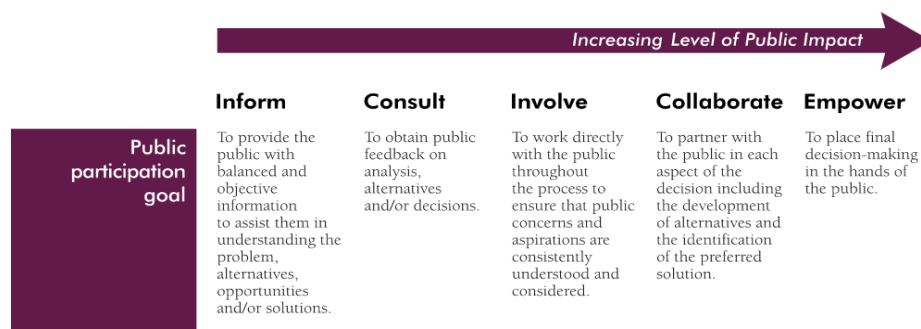 Increasing Level of Public Impact
Inform
Consult
Involve
Collaborate
Empower
Public
participation
goal
To provide the
public with
balanced and
objective
information
to assist them in
understanding the
problem,
alternatives,
opportunities
and/or solutions.
To obtain public
feedback on
analysis,
alternatives
and/or decisions.
To work directly
with the public
throughout
the process to
ensure that public
concerns and
aspirations are
consistently
understood and
considered.
To partner with
the public in each
aspect of the
decision including
the development
of alternatives and
the identification
of the preferred
solution.
To place final
decision-making
in the hands of
the public.